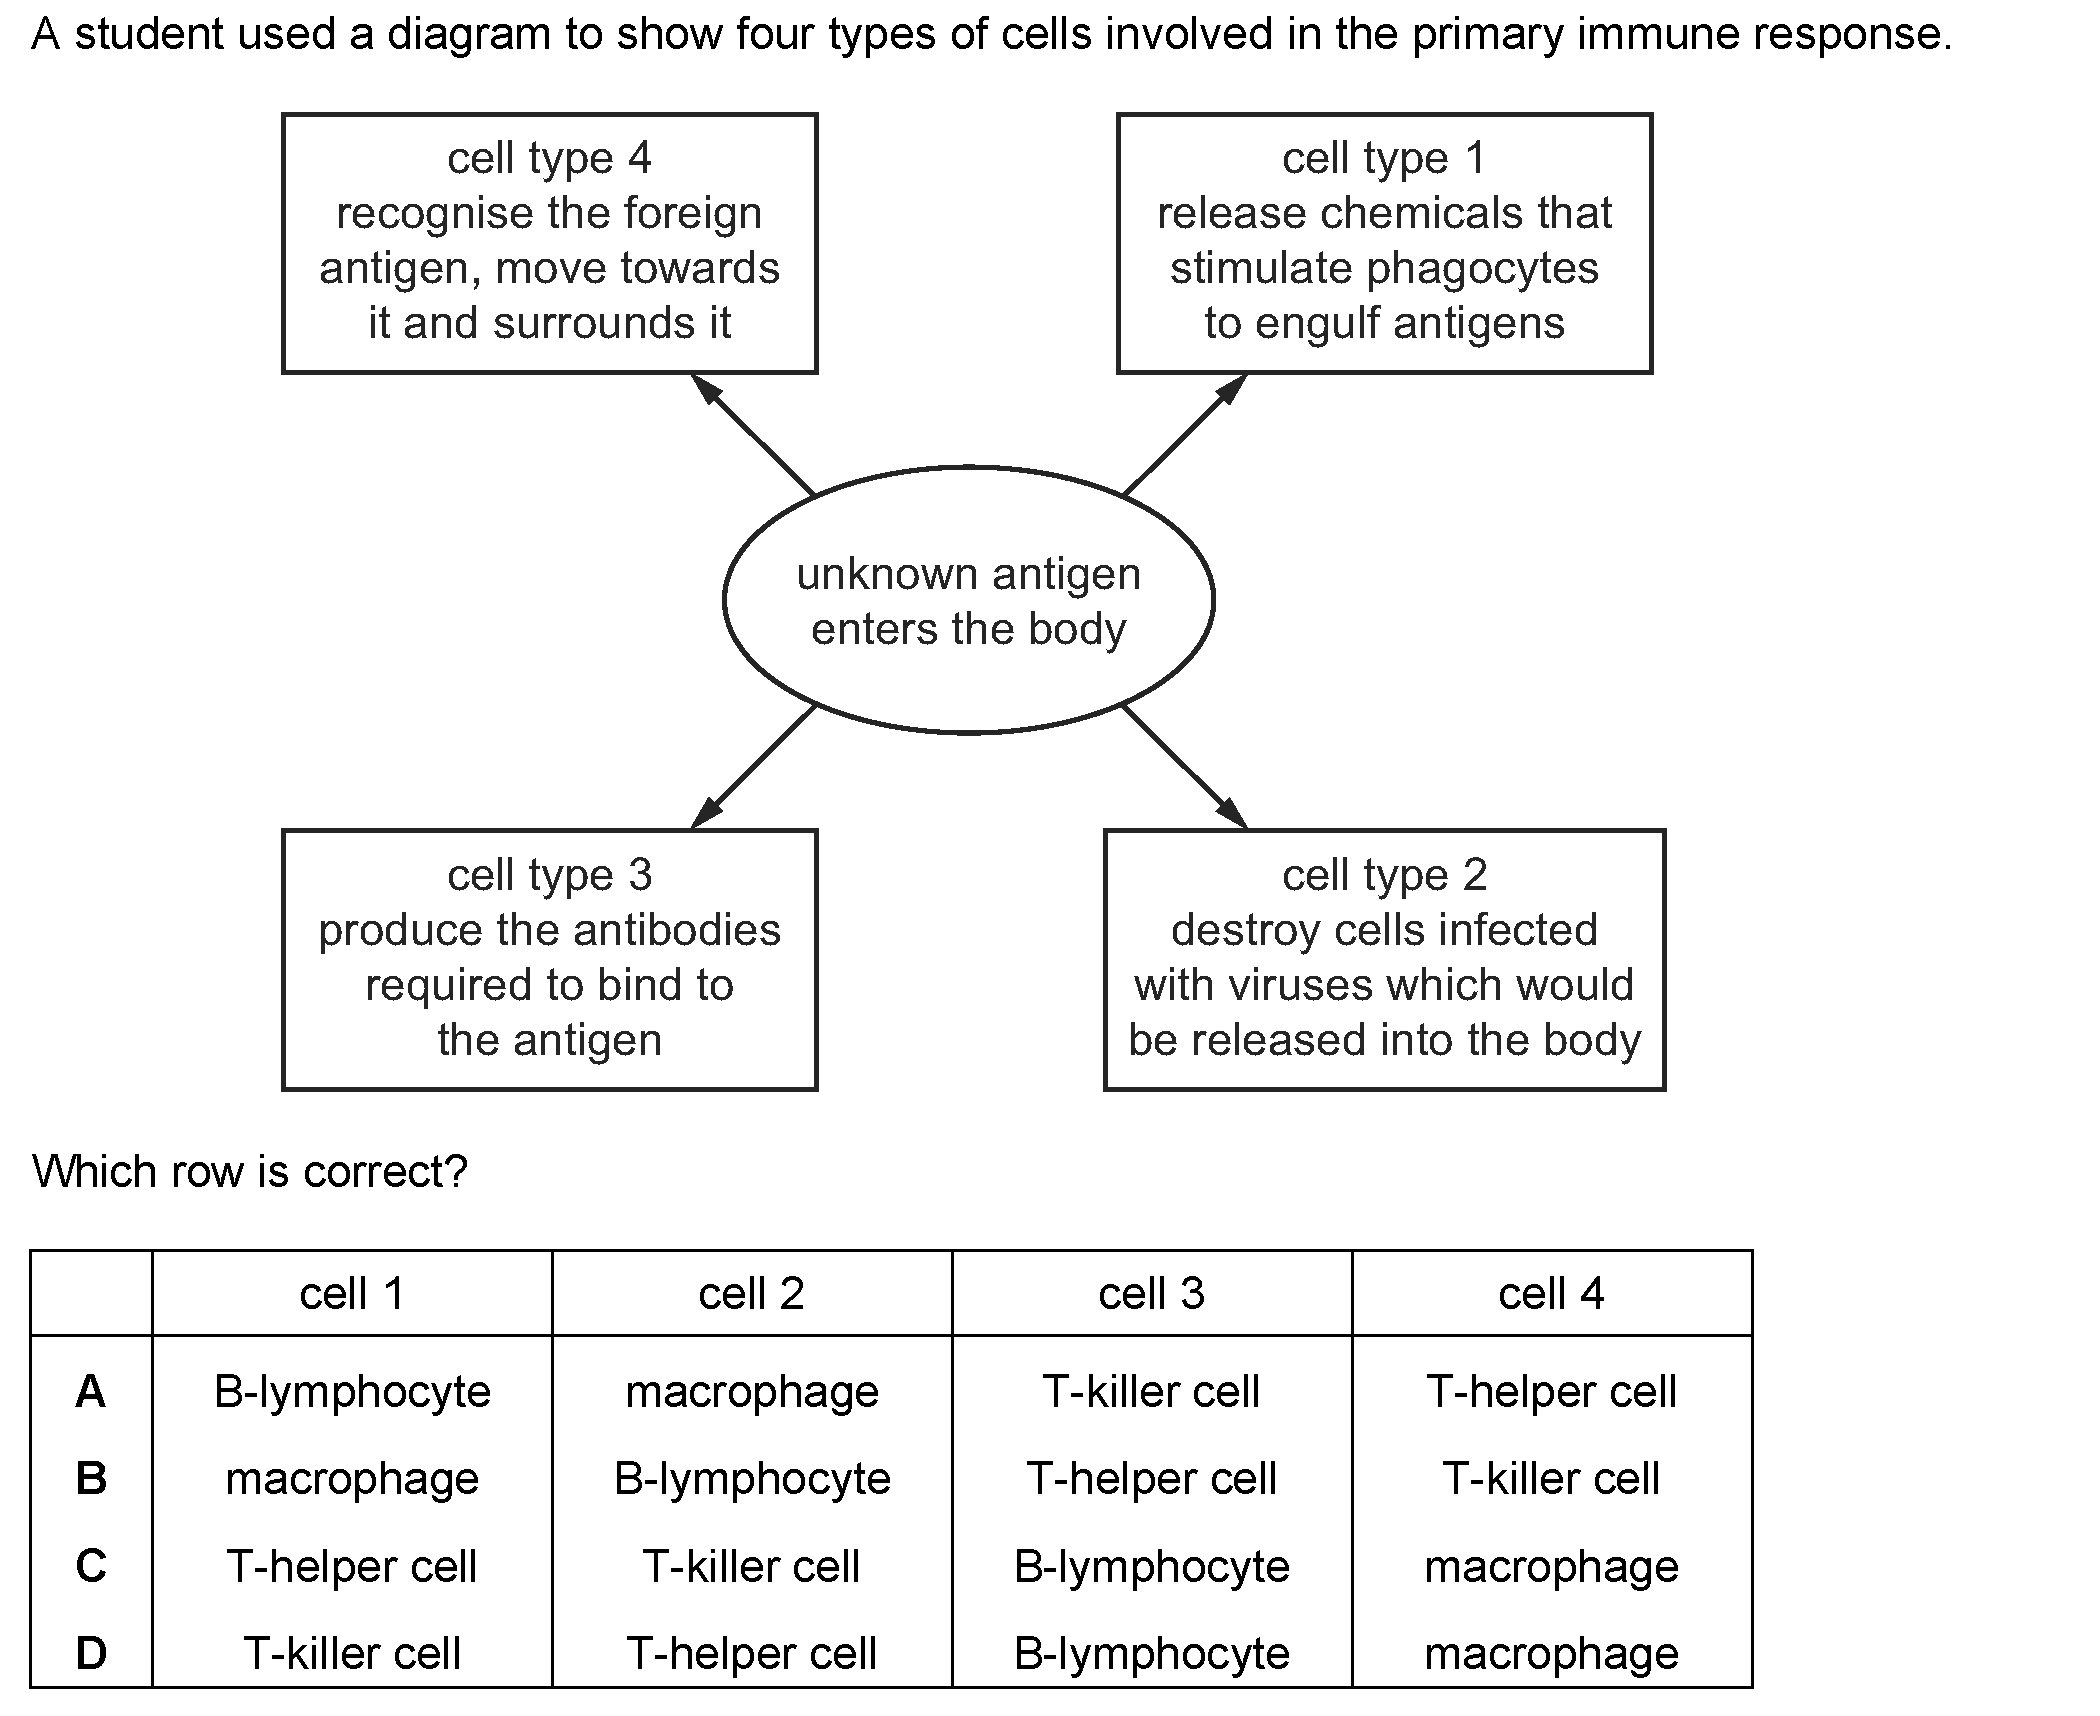 A student used a diagram to show four types of cells involved in the primary immune response.
cell type 4
recognise the foreign
antigen, move towards
it and surrounds it
cell type 1
release chemicals that
stimulate phagocytes
to engulf antigens
unknown antigen
enters the body
cell type 3
produce the antibodies
required to bind to
the antigen
cell type 2
destroy cells infected
with viruses which would
be released into the body
Which row is correct?
cell 1 cell 2 cell 3 cell 4
A B-lymphocyte macrophage T-killer cell T-helper cell
B macrophage B-lymphocyte T-helper cell T-killer cell
C T-helper cell T-killer cell B-lymphocyte macrophage
D T-killer cell T-helper cell B-lymphocyte macrophage